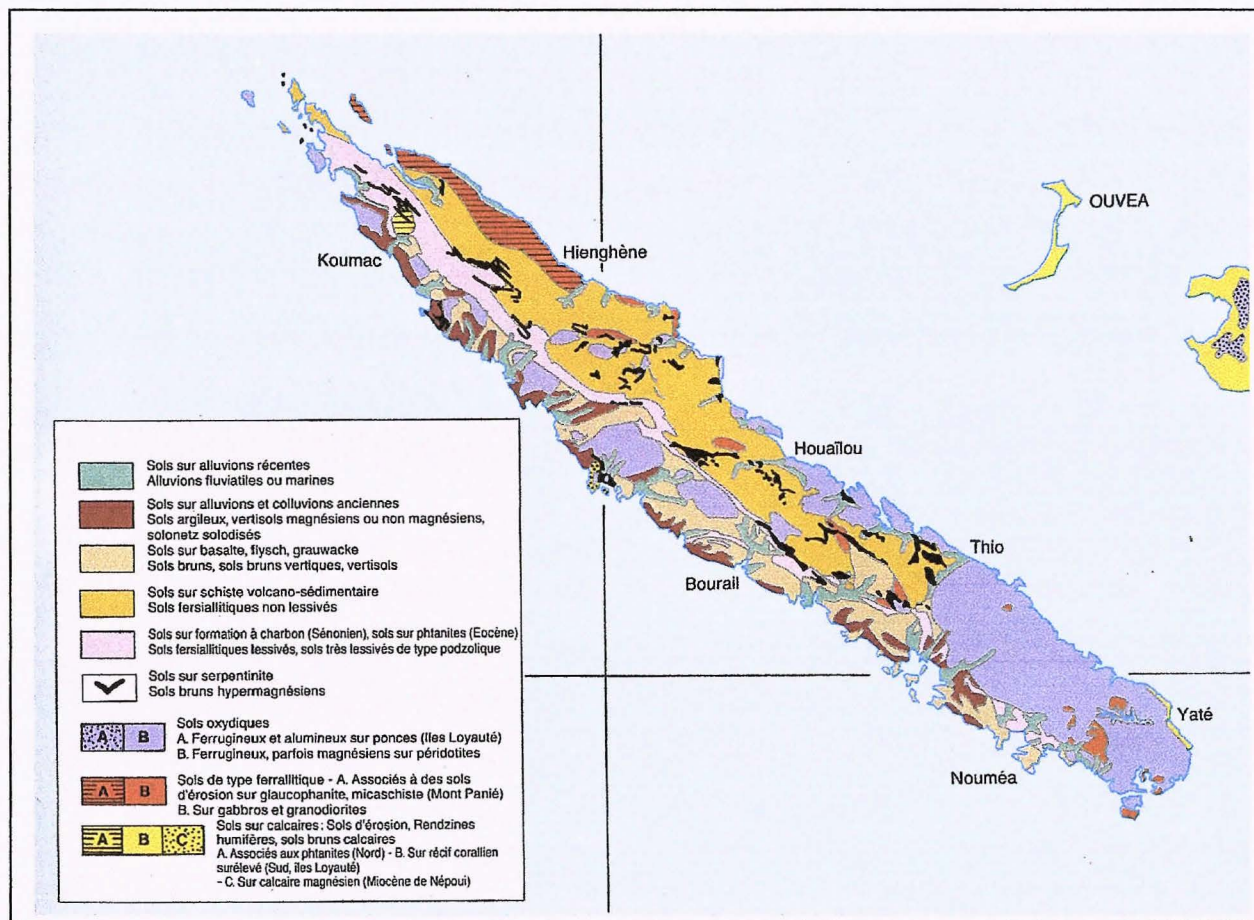 OUVEA
Hienghène
Koumac
Houaïlou
Thio
Bourail
Yaté
Nouméa
Sols sur alluvions récentes
Alluvions fluviatiles ou marines
Sols sur alluvions et colluvions anciennes
Sols argileux, vertisols magnésiens ou non magnésiens,
solonetz solodisés
Sols sur basalte, flysch, grauwacke
Sols bruns, sols bruns vertiques, vertisols
Sols sur schiste volcano-sédimentaire
Sols fersiallitiques non lessivés
Sols sur formation à charbon (Sénonien), sols sur phtanites (Eocène)
Sols fersiallitiques lessivés, sols très lessivés de type podzolique
Sols sur serpentinite
Sols bruns hypermagnésiens
A B
Sols oxydiques
A. Ferrugineux et alumineux sur ponces (Iles Loyauté)
B. Ferrugineux, parfois magnésiens sur péridotites
A B
Sols de type ferrallitique - A. Associés à des sols
d'érosion sur glaucophanite, micaschiste (Mont Panié)
B. Sur gabbros et granodiorites
A B C
Sols sur calcaires : Sols d'érosion, Rendzines
humifères, sols bruns calcaires
A. Associés aux phtanites (Nord) - B. Sur récif corallien
surélevé (Sud, îles Loyauté)
- C. Sur calcaire magnésien (Miocène de Népoui)